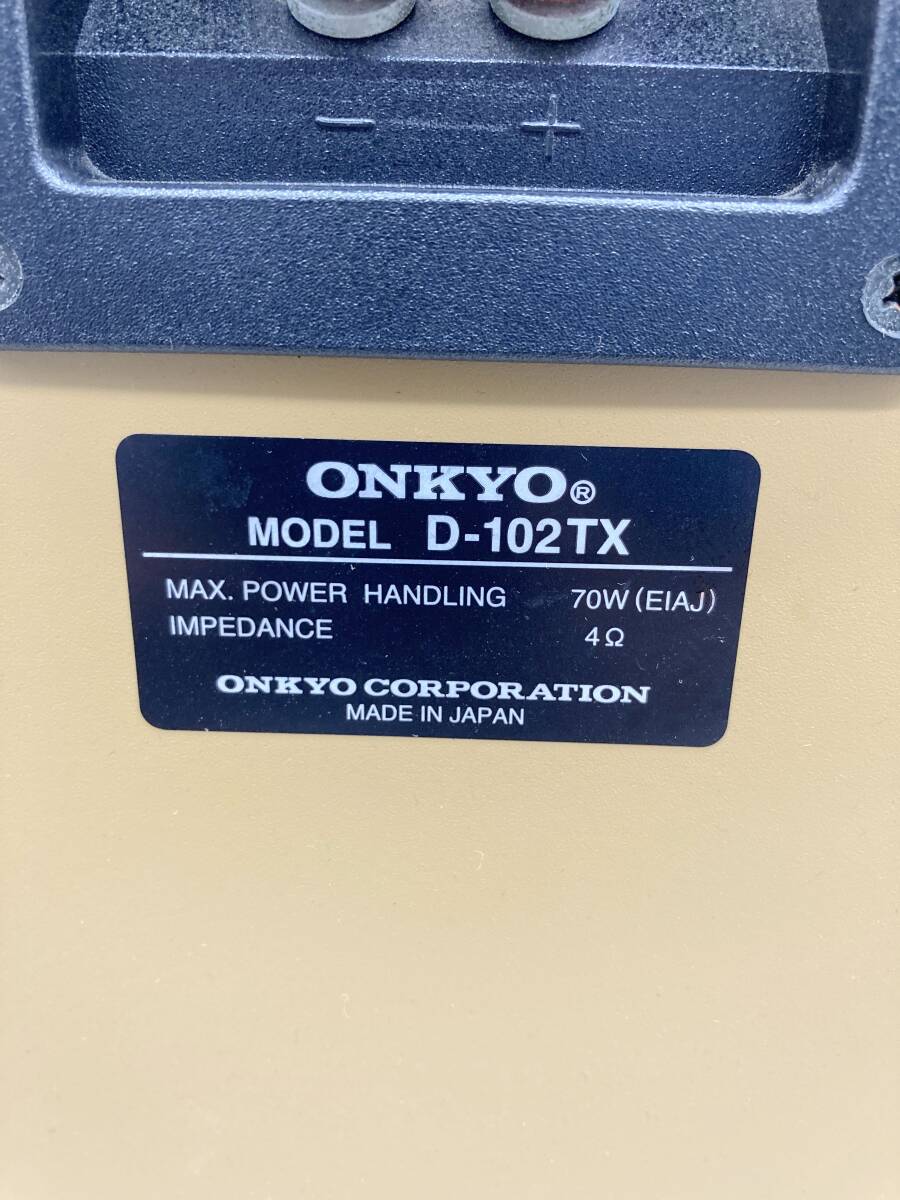 − +
ONKYO®
MODEL D-102TX
MAX. POWER HANDLING 70W (EIAJ)
IMPEDANCE 4Ω
ONKYO CORPORATION
MADE IN JAPAN